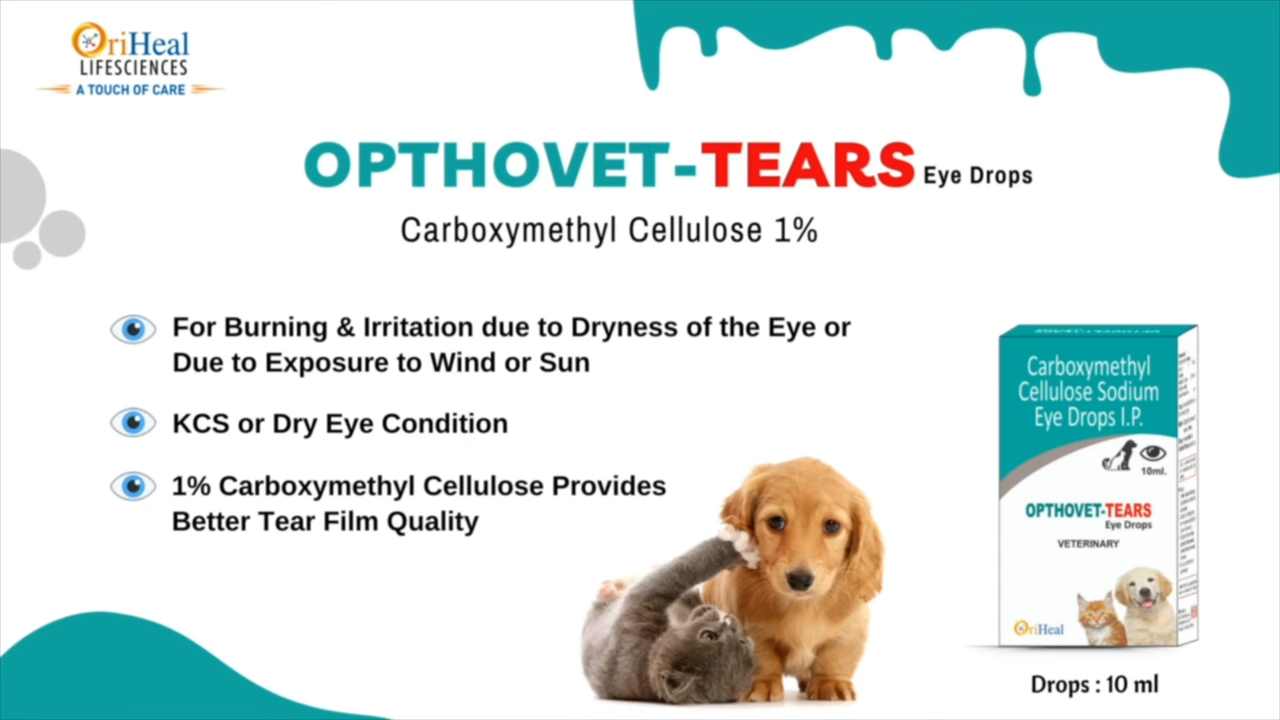 OriHeal
LIFESCIENCES
A TOUCH OF CARE
OPTHOVET-TEARS Eye Drops
Carboxymethyl Cellulose 1%
For Burning & Irritation due to Dryness of the Eye or
Due to Exposure to Wind or Sun
KCS or Dry Eye Condition
1% Carboxymethyl Cellulose Provides
Better Tear Film Quality
Carboxymethyl
Cellulose Sodium
Eye Drops I.P.
10ml.
OPTHOVET-TEARS
Eye Drops
VETERINARY
OriHeal
Drops : 10 ml